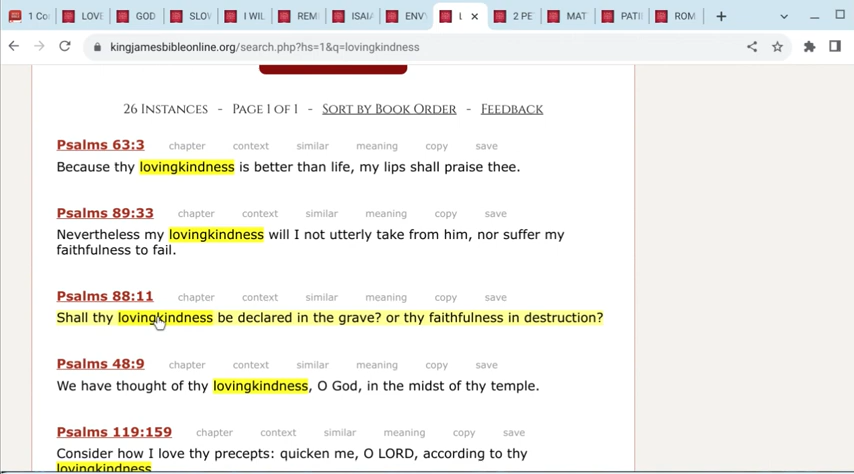 1 Co LOVE GOD SLOW I WIL REM ISAIA ENV L 2 PE MAT PATI ROM
kingjamesbibleonline.org/search.php?hs=1&q=lovingkindness
26 Instances - Page 1 of 1 - Sort by Book Order - Feedback
Psalms 63:3 chapter context similar meaning copy save
Because thy lovingkindness is better than life, my lips shall praise thee.
Psalms 89:33 chapter context similar meaning copy save
Nevertheless my lovingkindness will I not utterly take from him, nor suffer my
faithfulness to fail.
Psalms 88:11 chapter context similar meaning copy save
Shall thy lovingkindness be declared in the grave? or thy faithfulness in destruction?
Psalms 48:9 chapter context similar meaning copy save
We have thought of thy lovingkindness, O God, in the midst of thy temple.
Psalms 119:159 chapter context similar meaning copy save
Consider how I love thy precepts: quicken me, O LORD, according to thy
lovingkindness